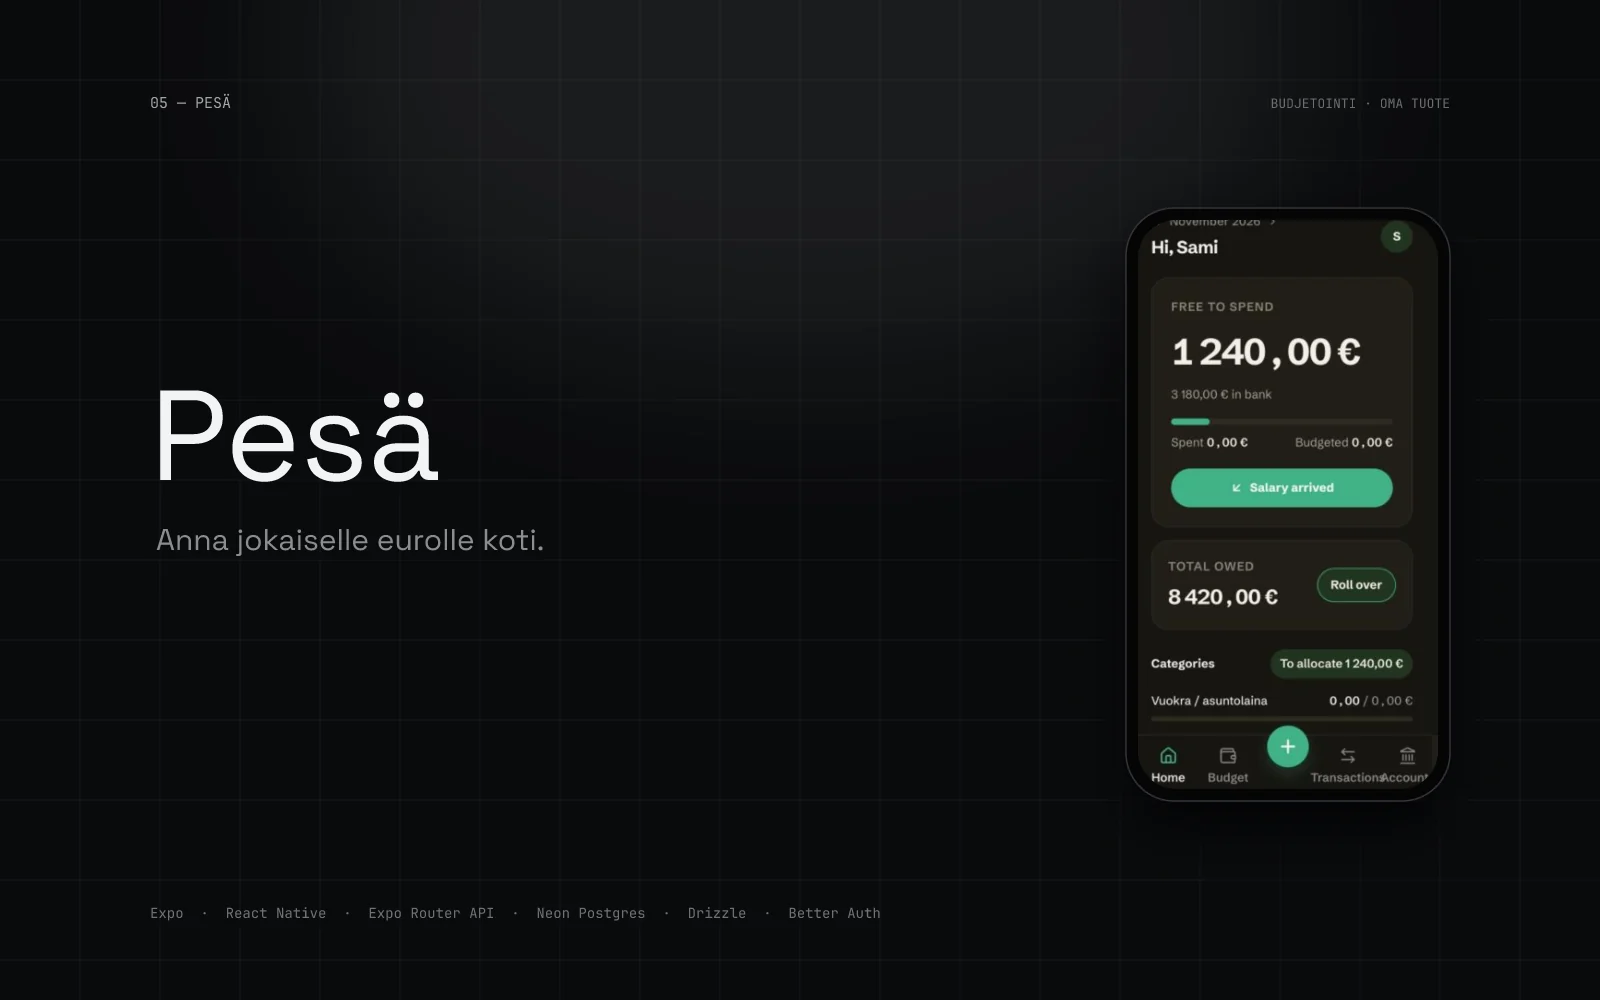 05 — PESÄ
BUDJETOINTI · OMA TUOTE
Pesä
Anna jokaiselle eurolle koti.
November 2026 >
Hi, Sami
S
FREE TO SPEND
1 240,00 €
3 180,00 € in bank
Spent 0,00 €
Budgeted 0,00 €
Salary arrived
TOTAL OWED
8 420,00 €
Roll over
Categories
To allocate 1 240,00 €
Vuokra / asuntolaina
0,00 / 0,00 €
Home
Budget
Transactions
Account
Expo · React Native · Expo Router API · Neon Postgres · Drizzle · Better Auth